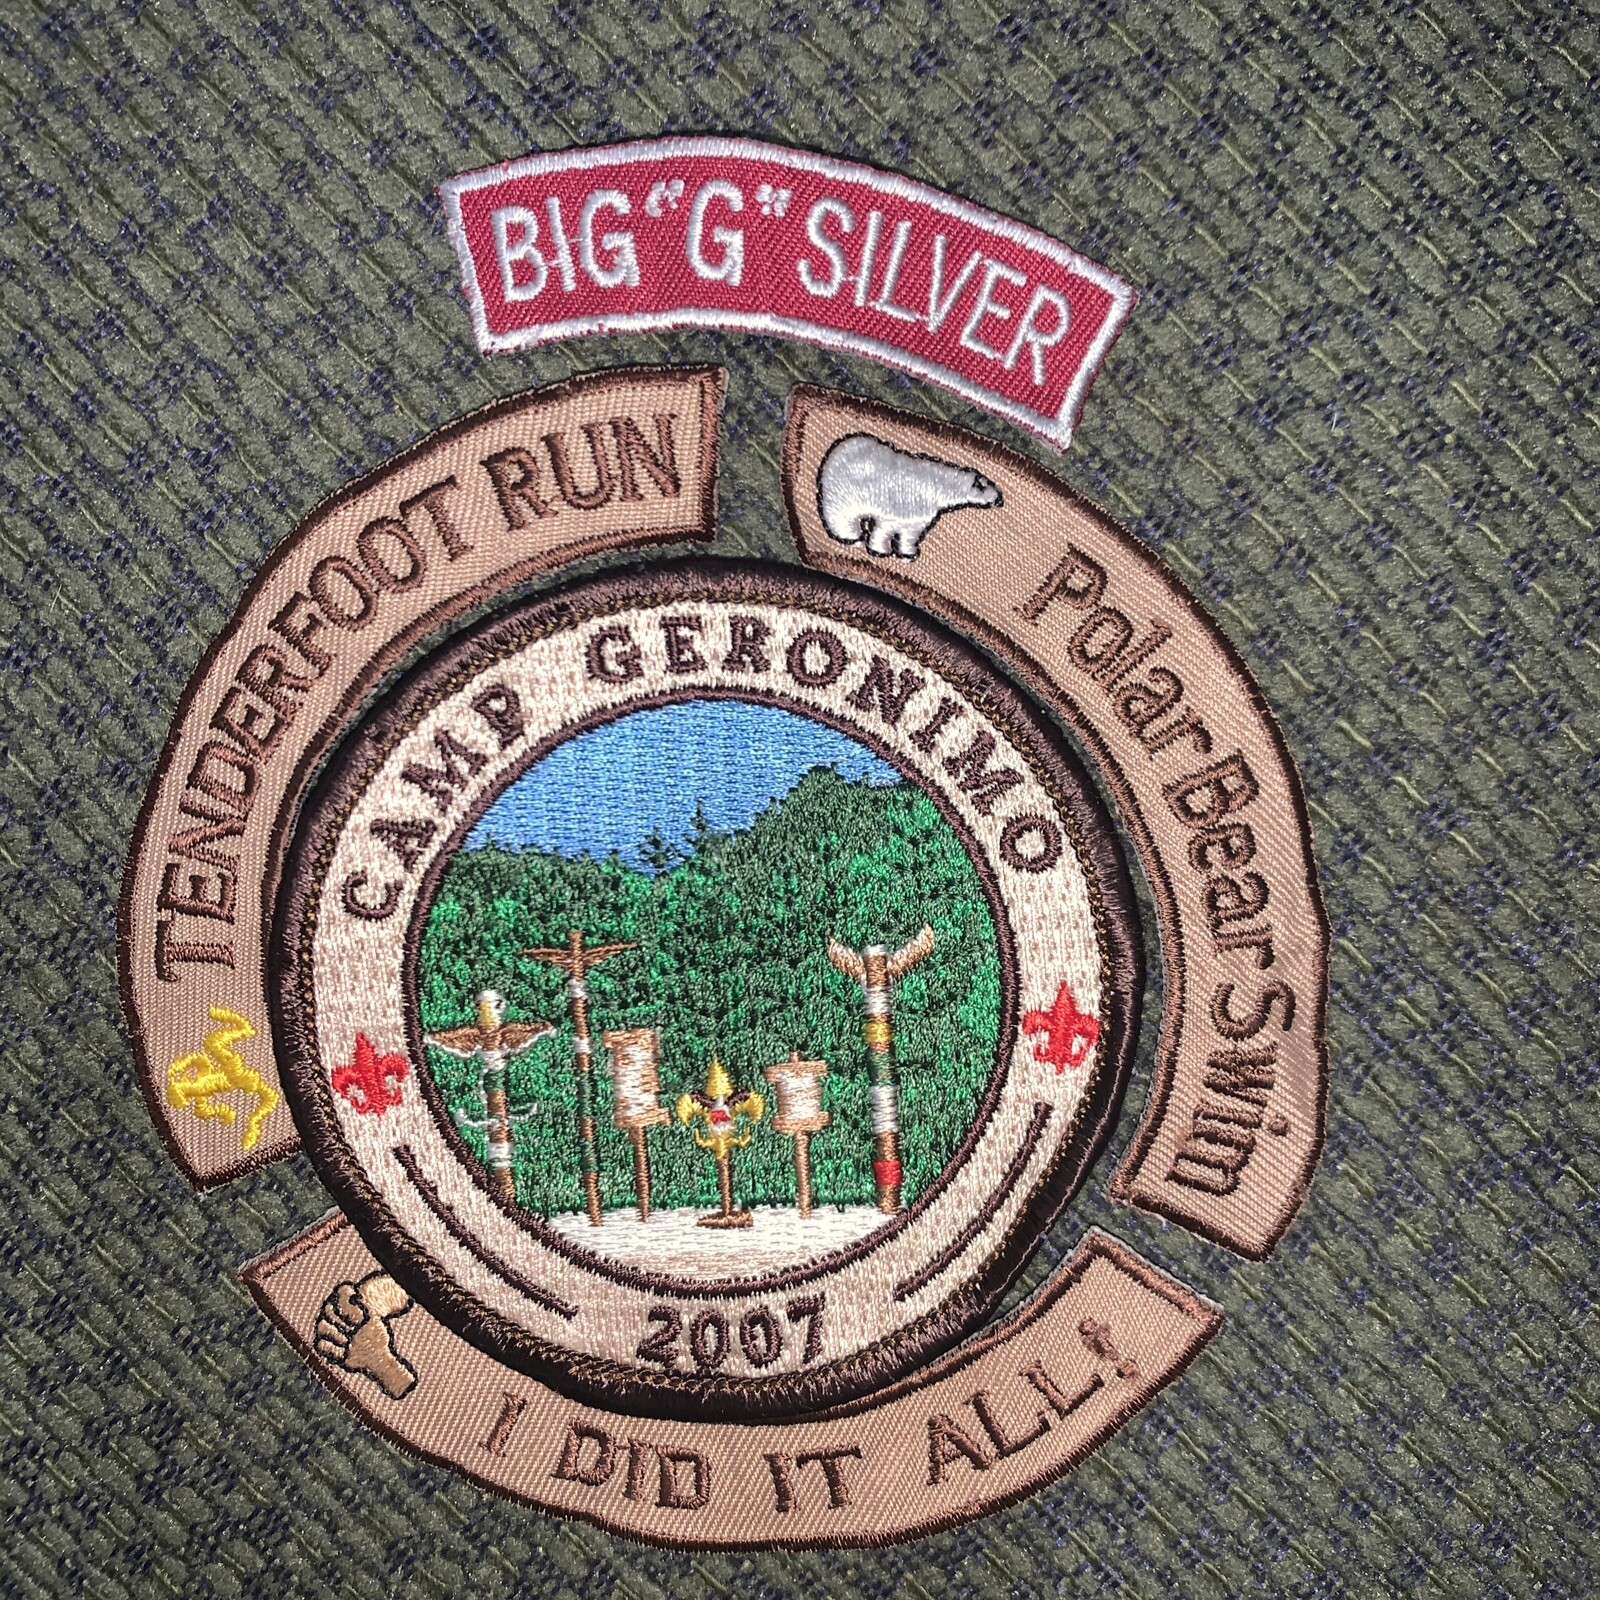 BIG "G" SILVER
TENDERFOOT RUN
Polar Bear Swim
CAMP GERONIMO
2007
I DID IT ALL!